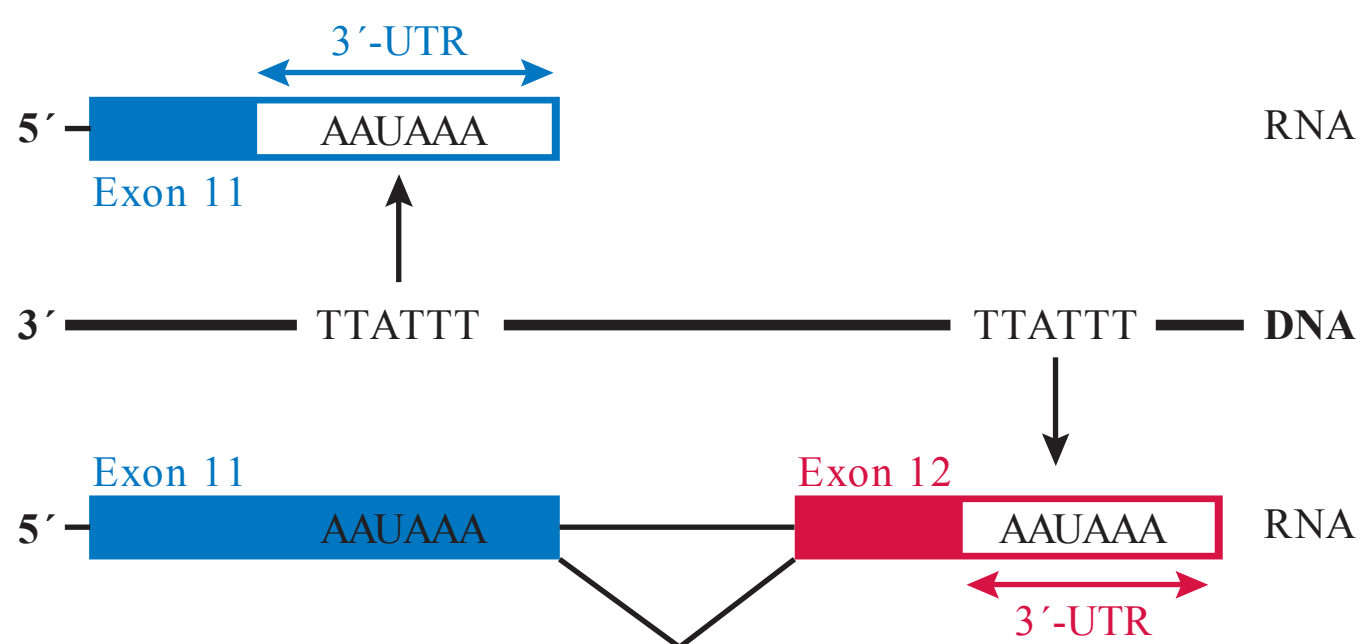 3´-UTR
5´ AAUAAA RNA
Exon 11
3´ TTATTT TTATTT DNA
Exon 11 Exon 12
5´ AAUAAA AAUAAA RNA
3´-UTR